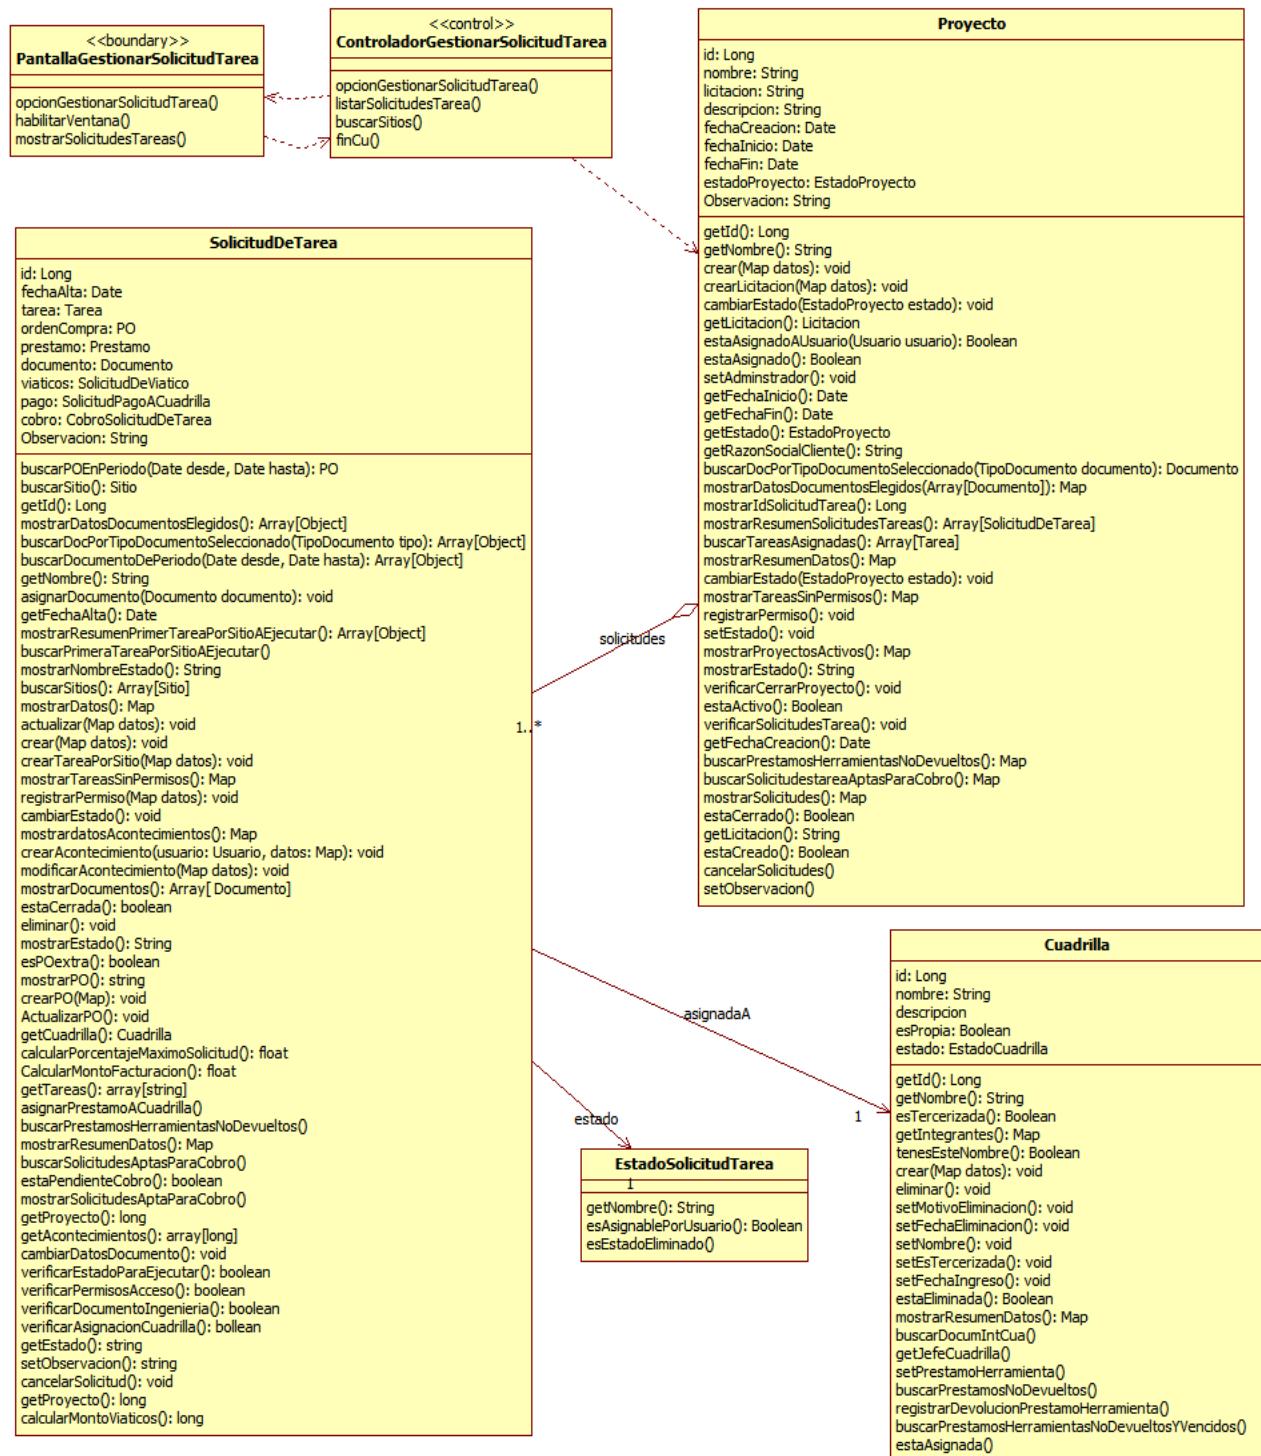 <<boundary>>
PantallaGestionarSolicitudTarea
opcionGestionarSolicitudTarea()
habilitarVentana()
mostrarSolicitudesTareas()
<<control>>
ControladorGestionarSolicitudTarea
opcionGestionarSolicitudTarea()
listarSolicitudesTarea()
buscarSitios()
finCu()
Proyecto
id: Long
nombre: String
licitacion: String
descripcion: String
fechaCreacion: Date
fechaInicio: Date
fechaFin: Date
estadoProyecto: EstadoProyecto
Observacion: String
getId(): Long
getNombre(): String
crear(Map datos): void
crearLicitacion(Map datos): void
cambiarEstado(EstadoProyecto estado): void
getLicitacion(): Licitacion
estaAsignadoAUsuario(Usuario usuario): Boolean
estaAsignado(): Boolean
setAdminstrador(): void
getFechaInicio(): Date
getFechaFin(): Date
getEstado(): EstadoProyecto
getRazonSocialCliente(): String
buscarDocPorTipoDocumentoSeleccionado(TipoDocumento documento): Documento
mostrarDatosDocumentosElegidos(Array[Documento]): Map
mostrarIdSolicitudTarea(): Long
mostrarResumenSolicitudesTareas(): Array[SolicitudDeTarea]
buscarTareasAsignadas(): Array[Tarea]
mostrarResumenDatos(): Map
cambiarEstado(EstadoProyecto estado): void
mostrarTareasSinPermisos(): Map
registrarPermiso(): void
setEstado(): void
mostrarProyectosActivos(): Map
mostrarEstado(): String
verificarCerrarProyecto(): void
estaActivo(): Boolean
verificarSolicitudesTarea(): void
getFechaCreacion(): Date
buscarPrestamosHerramientasNoDevueltos(): Map
buscarSolicitudestareaAptasParaCobro(): Map
mostrarSolicitudes(): Map
estaCerrado(): Boolean
getLicitacion(): String
estaCreado(): Boolean
cancelarSolicitudes()
setObservacion()
SolicitudDeTarea
id: Long
fechaAlta: Date
tarea: Tarea
ordenCompra: PO
prestamo: Prestamo
documento: Documento
viaticos: SolicitudDeViatico
pago: SolicitudPagoACuadrilla
cobro: CobroSolicitudDeTarea
Observacion: String
buscarPOEnPeriodo(Date desde, Date hasta): PO
buscarSitio(): Sitio
getId(): Long
mostrarDatosDocumentosElegidos(): Array[Object]
buscarDocPorTipoDocumentoSeleccionado(TipoDocumento tipo): Array[Object]
buscarDocumentoDePeriodo(Date desde, Date hasta): Array[Object]
getNombre(): String
asignarDocumento(Documento documento): void
getFechaAlta(): Date
mostrarResumenPrimerTareaPorSitioAEjecutar(): Array[Object]
buscarPrimeraTareaPorSitioAEjecutar()
mostrarNombreEstado(): String
buscarSitios(): Array[Sitio]
mostrarDatos(): Map
actualizar(Map datos): void
crear(Map datos): void
crearTareaPorSitio(Map datos): void
mostrarTareasSinPermisos(): Map
registrarPermiso(Map datos): void
cambiarEstado(): void
mostrardatosAcontecimientos(): Map
crearAcontecimiento(usuario: Usuario, datos: Map): void
modificarAcontecimiento(Map datos): void
mostrarDocumentos(): Array[ Documento]
estaCerrada(): boolean
eliminar(): void
mostrarEstado(): String
esPOextra(): boolean
mostrarPO(): string
crearPO(Map): void
ActualizarPO(): void
getCuadrilla(): Cuadrilla
calcularPorcentajeMaximoSolicitud(): float
CalcularMontoFacturacion(): float
getTareas(): array[string]
asignarPrestamoACuadrilla()
buscarPrestamosHerramientasNoDevueltos()
mostrarResumenDatos(): Map
buscarSolicitudesAptasParaCobro()
estaPendienteCobro(): boolean
mostrarSolicitudesAptaParaCobro()
getProyecto(): long
getAcontecimientos(): array[long]
cambiarDatosDocumento(): void
verificarEstadoParaEjecutar(): boolean
verificarPermisosAcceso(): boolean
verificarDocumentoIngenieria(): boolean
verificarAsignacionCuadrilla(): bollean
getEstado(): string
setObservacion(): string
cancelarSolicitud(): void
getProyecto(): long
calcularMontoViaticos(): long
solicitudes
1..*
asignadaA
1
estado
1
EstadoSolicitudTarea
getNombre(): String
esAsignablePorUsuario(): Boolean
esEstadoEliminado()
Cuadrilla
id: Long
nombre: String
descripcion
esPropia: Boolean
estado: EstadoCuadrilla
getId(): Long
getNombre(): String
esTercerizada(): Boolean
getIntegrantes(): Map
tenesEsteNombre(): Boolean
crear(Map datos): void
eliminar(): void
setMotivoEliminacion(): void
setFechaEliminacion(): void
setNombre(): void
setEsTercerizada(): void
setFechaIngreso(): void
estaEliminada(): Boolean
mostrarResumenDatos(): Map
buscarDocumIntCua()
getJefeCuadrilla()
setPrestamoHerramienta()
buscarPrestamosNoDevueltos()
registrarDevolucionPrestamoHerramienta()
buscarPrestamosHerramientasNoDevueltosYVencidos()
estaAsignada()